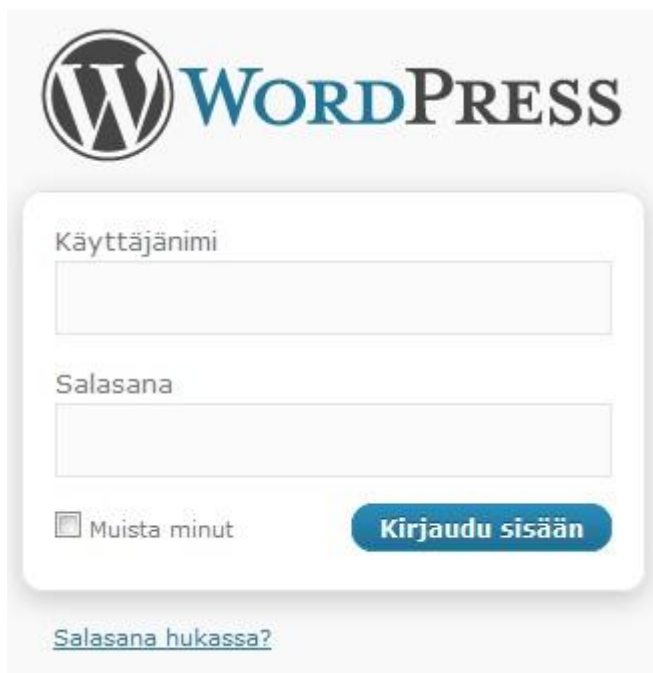 WORDPRESS
Käyttäjänimi
Salasana
Muista minut Kirjaudu sisään
Salasana hukassa?